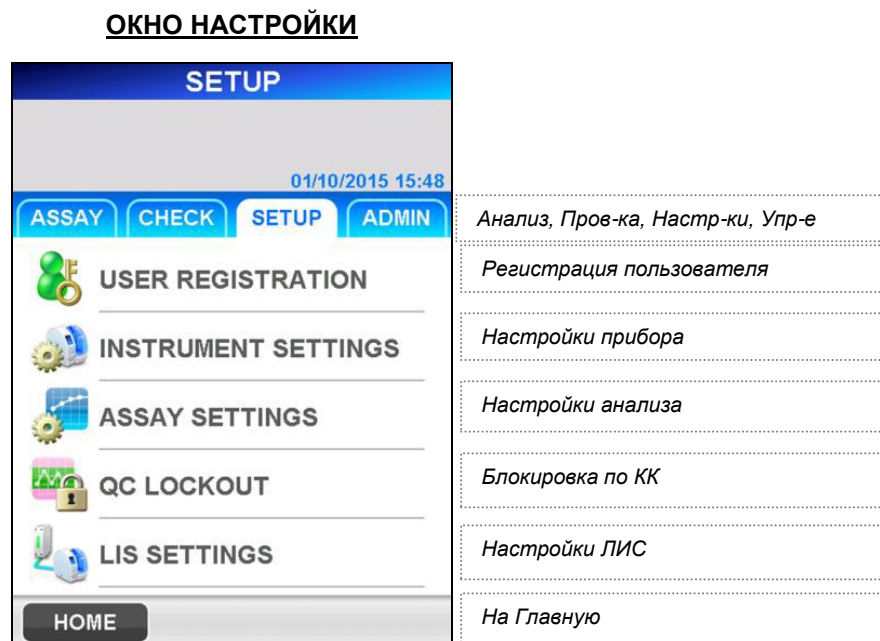 ОКНО НАСТРОЙКИ
SETUP
01/10/2015 15:48
ASSAY CHECK SETUP ADMIN
Анализ, Пров-ка, Настр-ки, Упр-е
USER REGISTRATION
Регистрация пользователя
INSTRUMENT SETTINGS
Настройки прибора
ASSAY SETTINGS
Настройки анализа
QC LOCKOUT
Блокировка по КК
LIS SETTINGS
Настройки ЛИС
HOME
На Главную